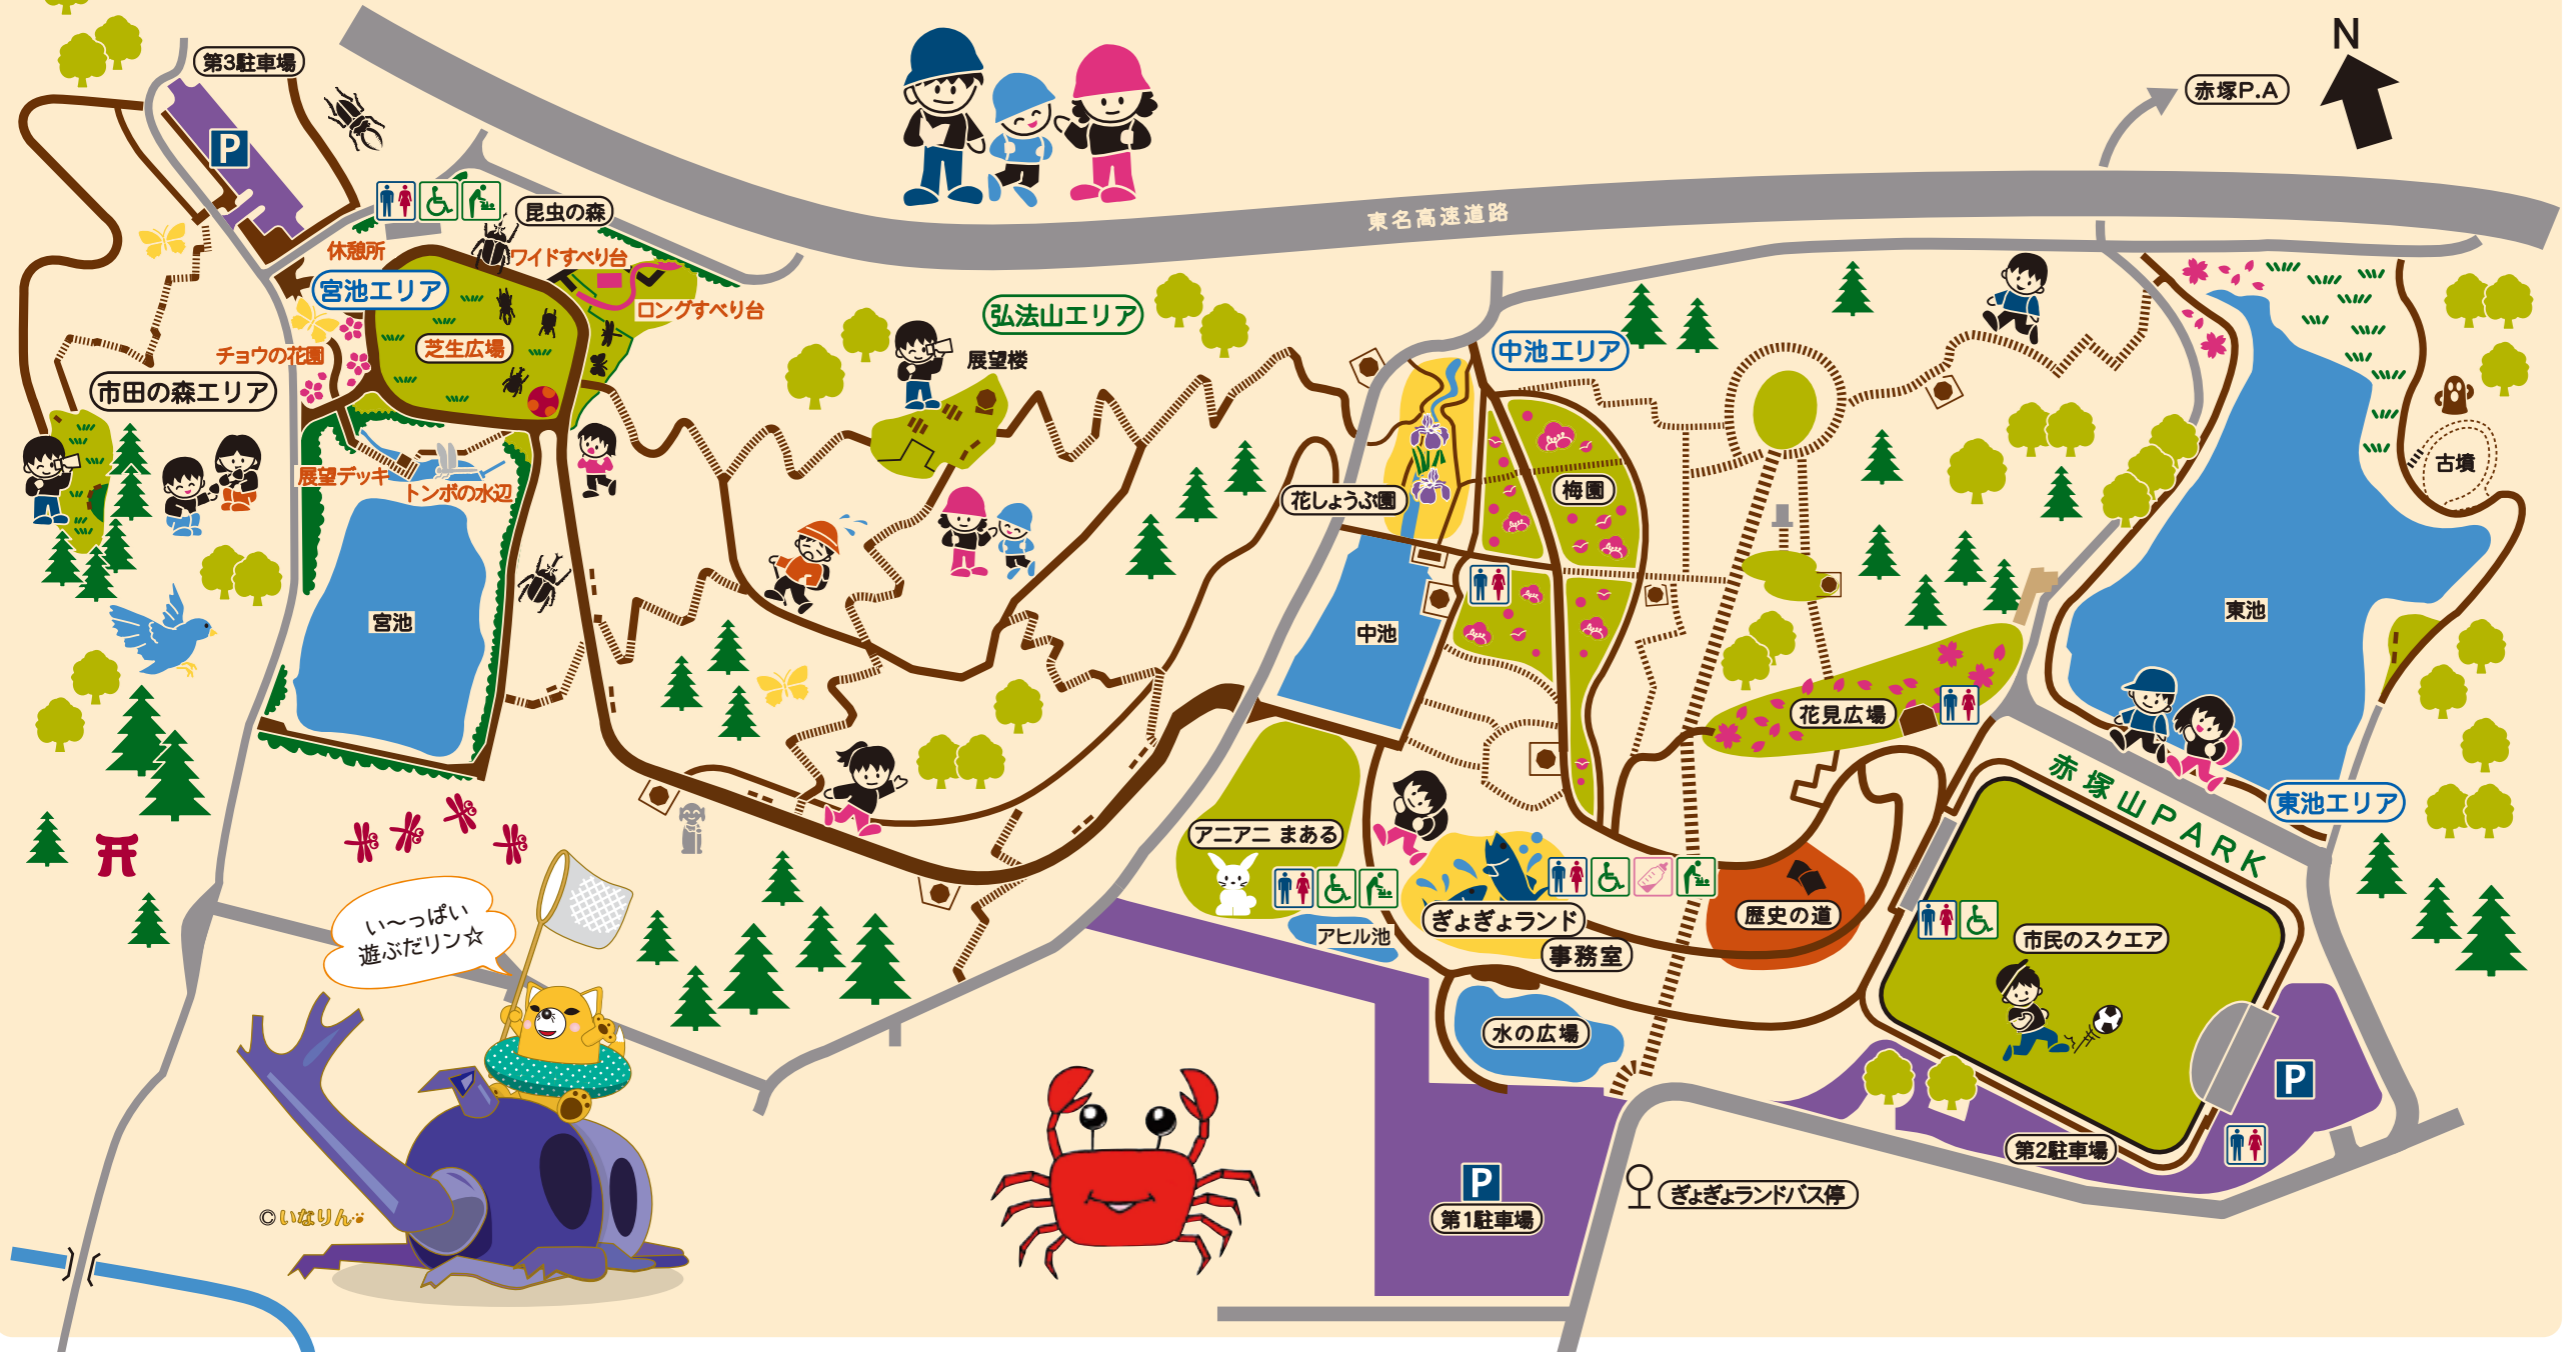 第3駐車場
P
N
赤塚P.A
東名高速道路
昆虫の森
休憩所
ワイドすべり台
宮池エリア
ロングすべり台
弘法山エリア
展望楼
芝生広場
チョウの花園
市田の森エリア
中池エリア
展望デッキ
トンボの水辺
花しょうぶ園
梅園
古墳
宮池
中池
東池
花見広場
赤塚山PARK
東池エリア
アニアニ まある
ぎょぎょランド
歴史の道
アヒル池
事務室
市民のスクエア
い〜っぱい
遊ぶだリン☆
水の広場
P
第2駐車場
P
第1駐車場
ぎょぎょランドバス停
©いなりん